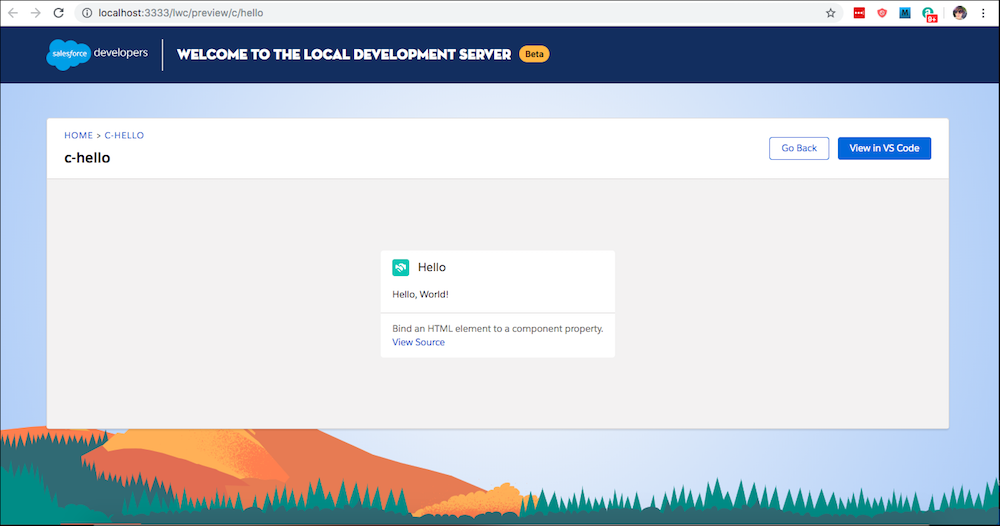 localhost:3333/lwc/preview/c/hello
M
8+
salesforce developers
WELCOME TO THE LOCAL DEVELOPMENT SERVER Beta
HOME > C-HELLO
c-hello
Go Back
View in VS Code
Hello
Hello, World!
Bind an HTML element to a component property.
View Source